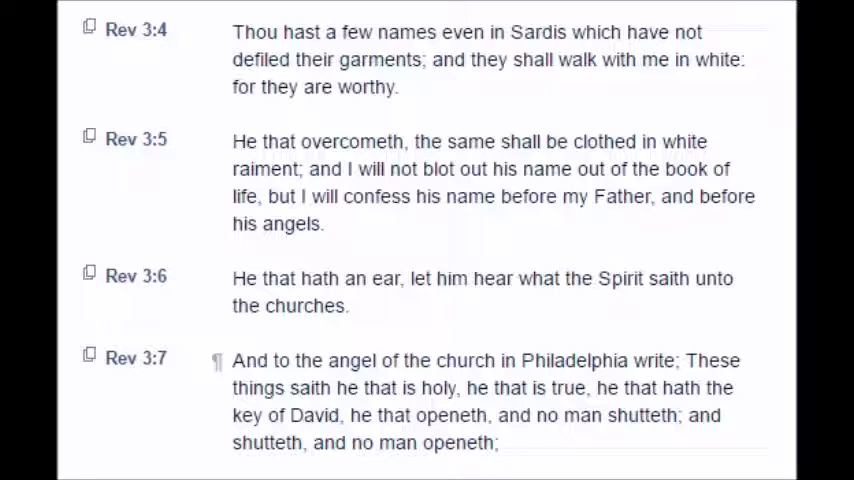 Rev 3:4 Thou hast a few names even in Sardis which have not
defiled their garments; and they shall walk with me in white:
for they are worthy.
Rev 3:5 He that overcometh, the same shall be clothed in white
raiment; and I will not blot out his name out of the book of
life, but I will confess his name before my Father, and before
his angels.
Rev 3:6 He that hath an ear, let him hear what the Spirit saith unto
the churches.
Rev 3:7 ¶ And to the angel of the church in Philadelphia write; These
things saith he that is holy, he that is true, he that hath the
key of David, he that openeth, and no man shutteth; and
shutteth, and no man openeth;